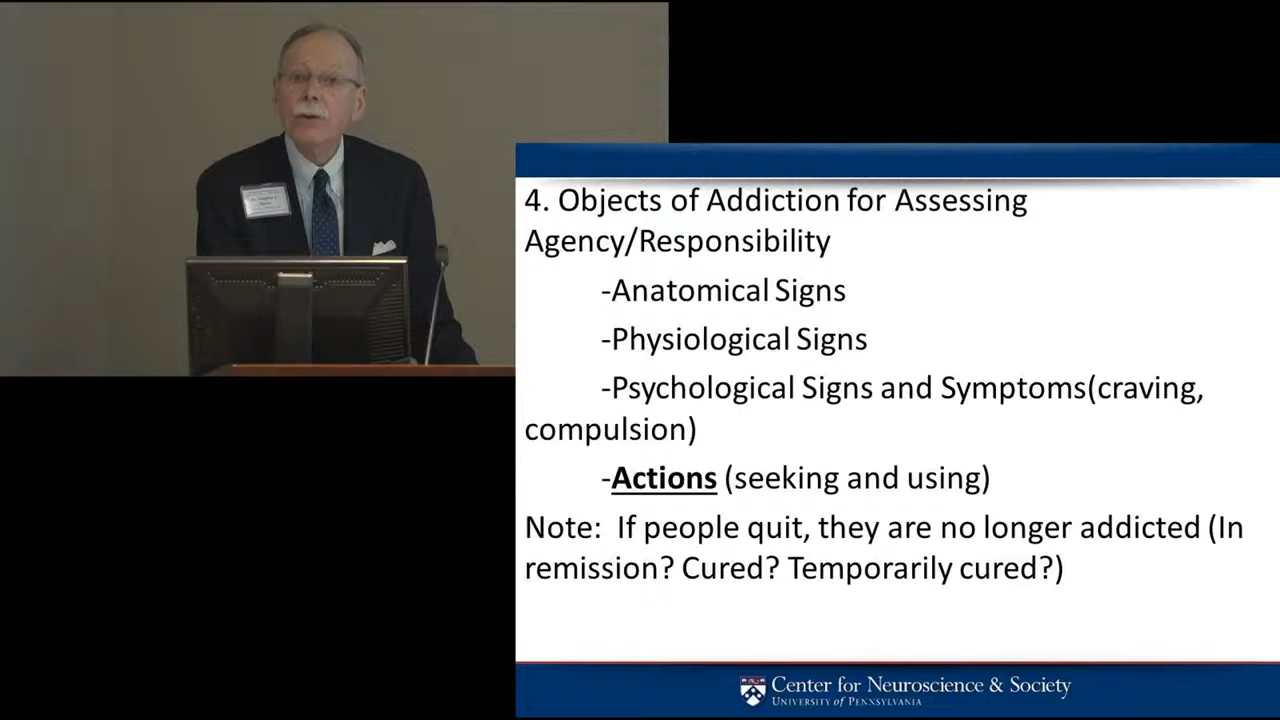 4. Objects of Addiction for Assessing
Agency/Responsibility
-Anatomical Signs
-Physiological Signs
-Psychological Signs and Symptoms(craving,
compulsion)
-Actions (seeking and using)
Note: If people quit, they are no longer addicted (In
remission? Cured? Temporarily cured?)
Center for Neuroscience & Society
UNIVERSITY of PENNSYLVANIA